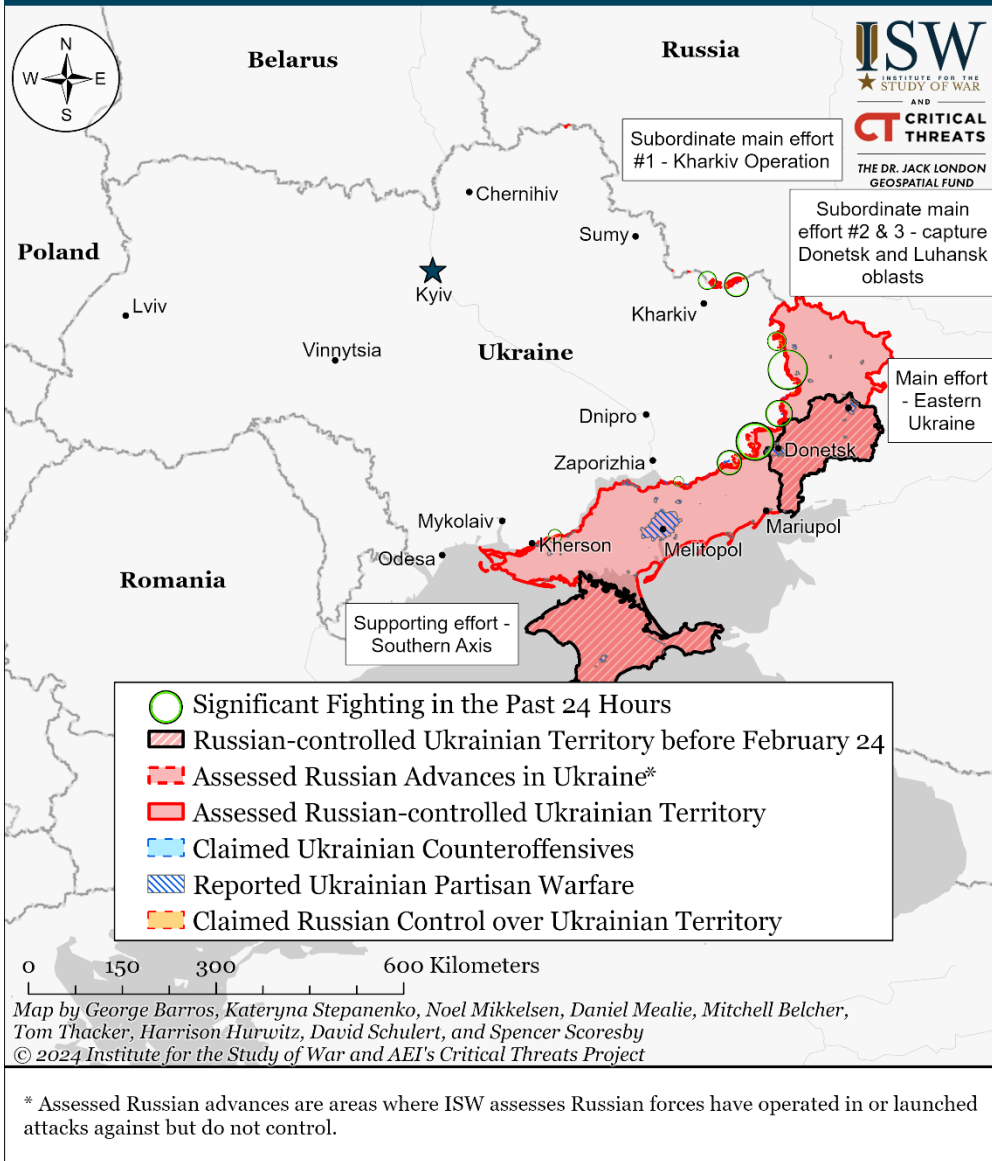 N
W
E
S
Belarus
Russia
ISW
INSTITUTE FOR THE
STUDY OF WAR
AND
CT CRITICAL
THREATS
THE DR. JACK LONDON
GEOSPATIAL FUND
Subordinate main effort
#1 - Kharkiv Operation
Subordinate main
effort #2 & 3 - capture
Donetsk and Luhansk
oblasts
Chernihiv
Sumy
Poland
Kyiv
Lviv
Kharkiv
Vinnytsia
Ukraine
Main effort
- Eastern
Ukraine
Dnipro
Donetsk
Zaporizhia
Mykolaiv
Mariupol
Kherson
Melitopol
Odesa
Romania
Supporting effort -
Southern Axis
Significant Fighting in the Past 24 Hours
Russian-controlled Ukrainian Territory before February 24
Assessed Russian Advances in Ukraine*
Assessed Russian-controlled Ukrainian Territory
Claimed Ukrainian Counteroffensives
Reported Ukrainian Partisan Warfare
Claimed Russian Control over Ukrainian Territory
0 150 300 600 Kilometers
Map by George Barros, Kateryna Stepanenko, Noel Mikkelsen, Daniel Mealie, Mitchell Belcher,
Tom Thacker, Harrison Hurwitz, David Schulert, and Spencer Scoresby
© 2024 Institute for the Study of War and AEI's Critical Threats Project
* Assessed Russian advances are areas where ISW assesses Russian forces have operated in or launched
attacks against but do not control.